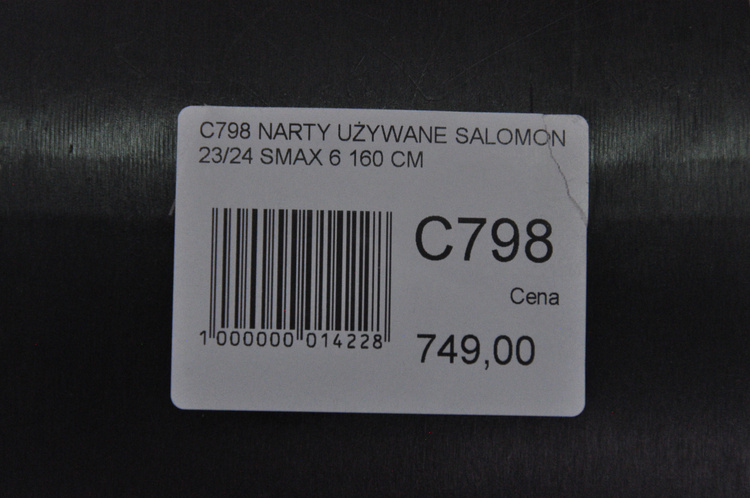 C798 NARTY UŻYWANE SALOMON
23/24 SMAX 6 160 CM
C798
Cena
1 000000 014228
749,00